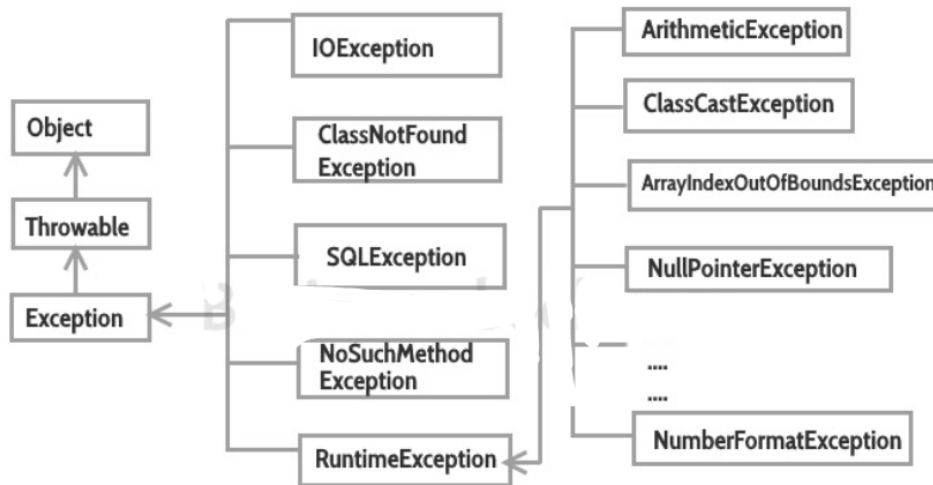 Object
Throwable
Exception
IOException
ClassNotFound
Exception
SQLException
NoSuchMethod
Exception
RuntimeException
ArithmeticException
ClassCastException
ArrayIndexOutOfBoundsException
NullPointerException
....
....
NumberFormatException